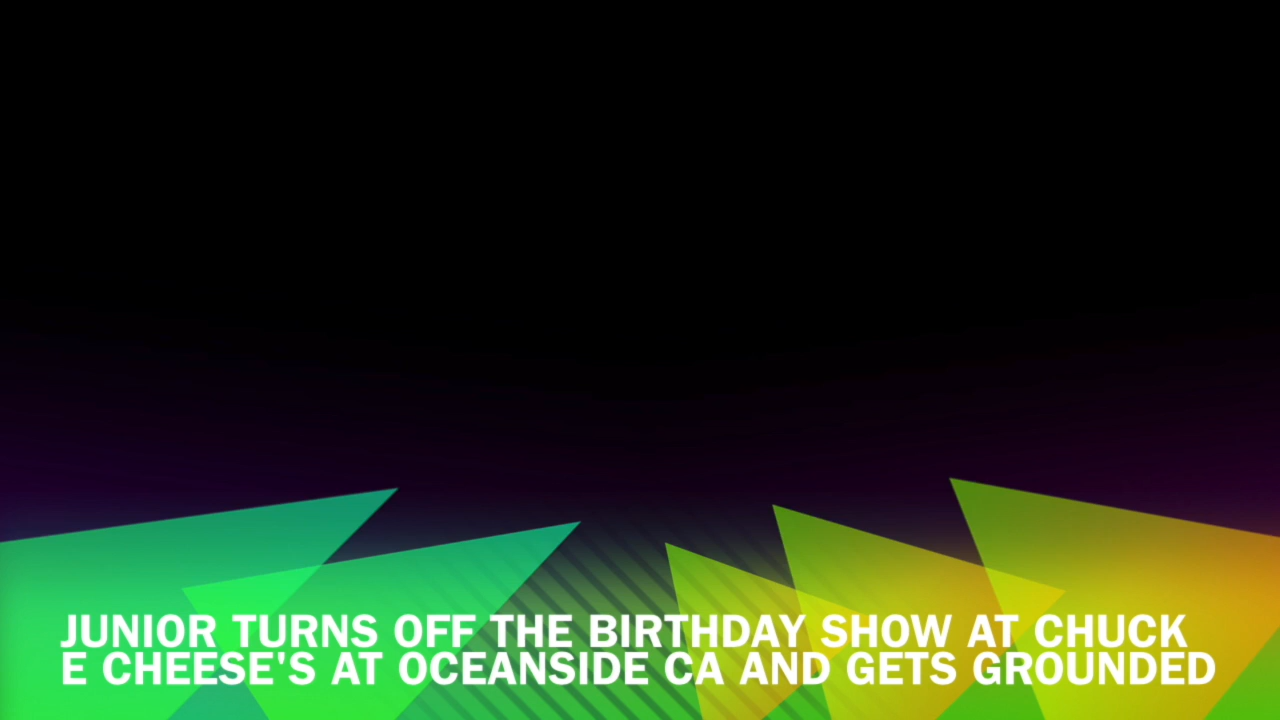 JUNIOR TURNS OFF THE BIRTHDAY SHOW AT CHUCK
E CHEESE'S AT OCEANSIDE CA AND GETS GROUNDED